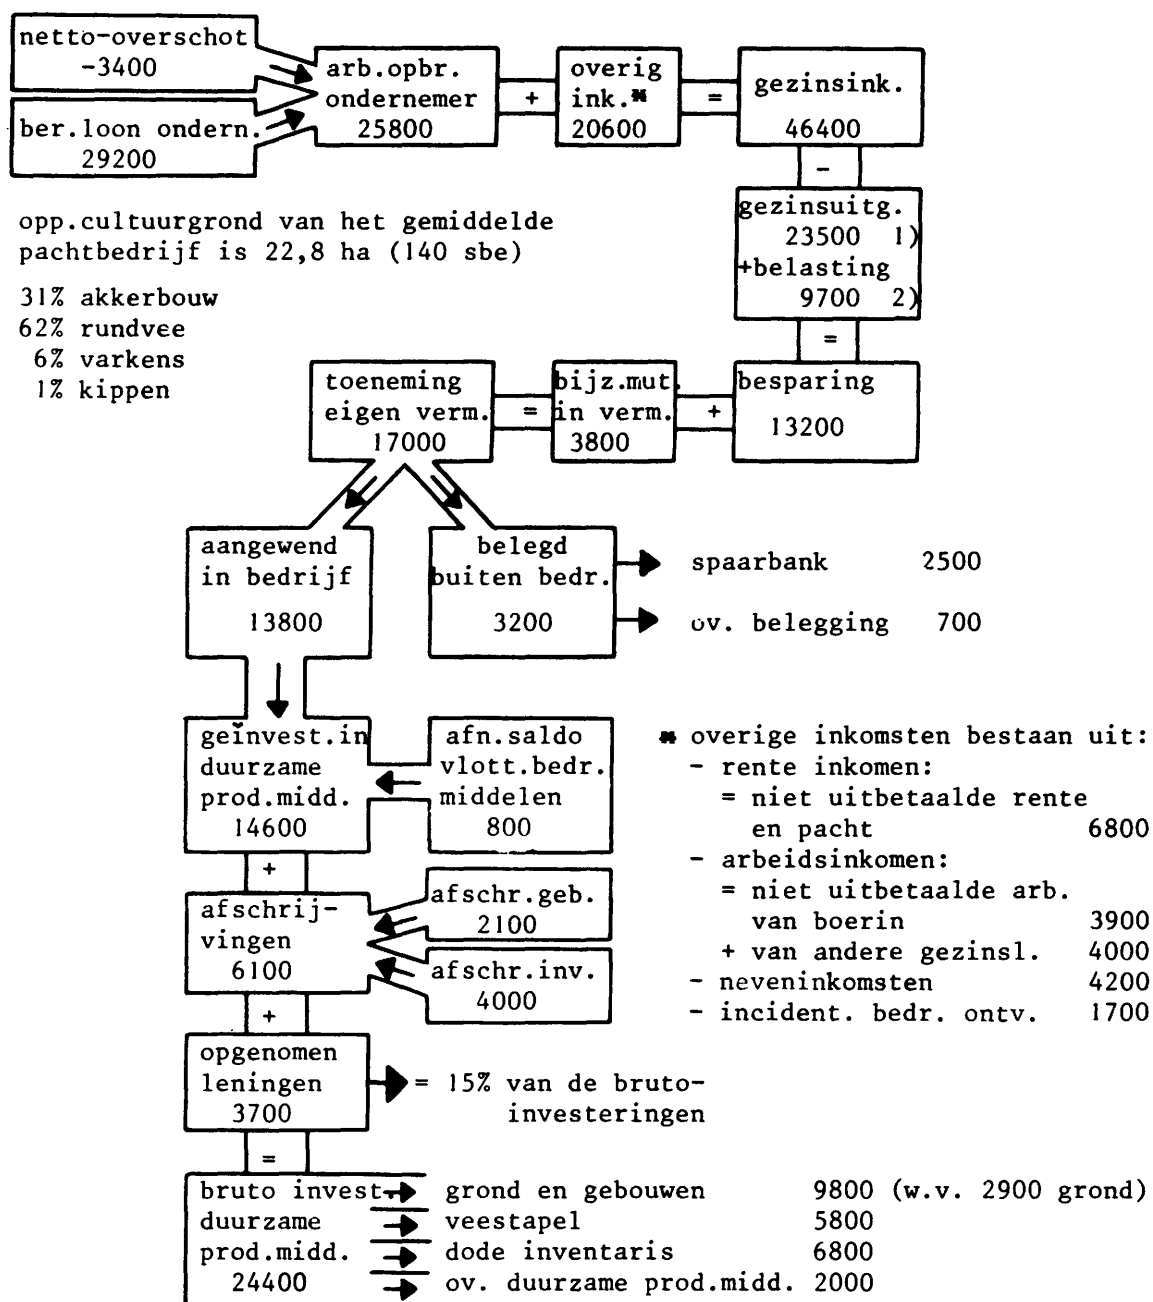 netto-overschot
-3400
ber.loon ondern.
29200
arb.opbr.
ondernemer
25800
+
overig
ink.*
20600
=
gezinsink.
46400
-
gezinsuitg.
23500 1)
+belasting
9700 2)
=
besparing
13200
+
bijz.mut.
in verm.
3800
=
toeneming
eigen verm.
17000
opp.cultuurgrond van het gemiddelde
pachtbedrijf is 22,8 ha (140 sbe)
31% akkerbouw
62% rundvee
6% varkens
1% kippen
aangewend
in bedrijf
13800
belegd
buiten bedr.
3200
spaarbank 2500
ov. belegging 700
geïnvest.in
duurzame
prod.midd.
14600
afn.saldo
vlott.bedr.
middelen
800
+
afschrij-
vingen
6100
afschr.geb.
2100
afschr.inv.
4000
+
opgenomen
leningen
3700
= 15% van de bruto-
investeringen
=
bruto invest.
duurzame
prod.midd.
24400
grond en gebouwen 9800 (w.v. 2900 grond)
veestapel 5800
dode inventaris 6800
ov. duurzame prod.midd. 2000
* overige inkomsten bestaan uit:
- rente inkomen:
= niet uitbetaalde rente
en pacht 6800
- arbeidsinkomen:
= niet uitbetaalde arb.
van boerin 3900
+ van andere gezinsl. 4000
- neveninkomsten 4200
- incident. bedr. ontv. 1700